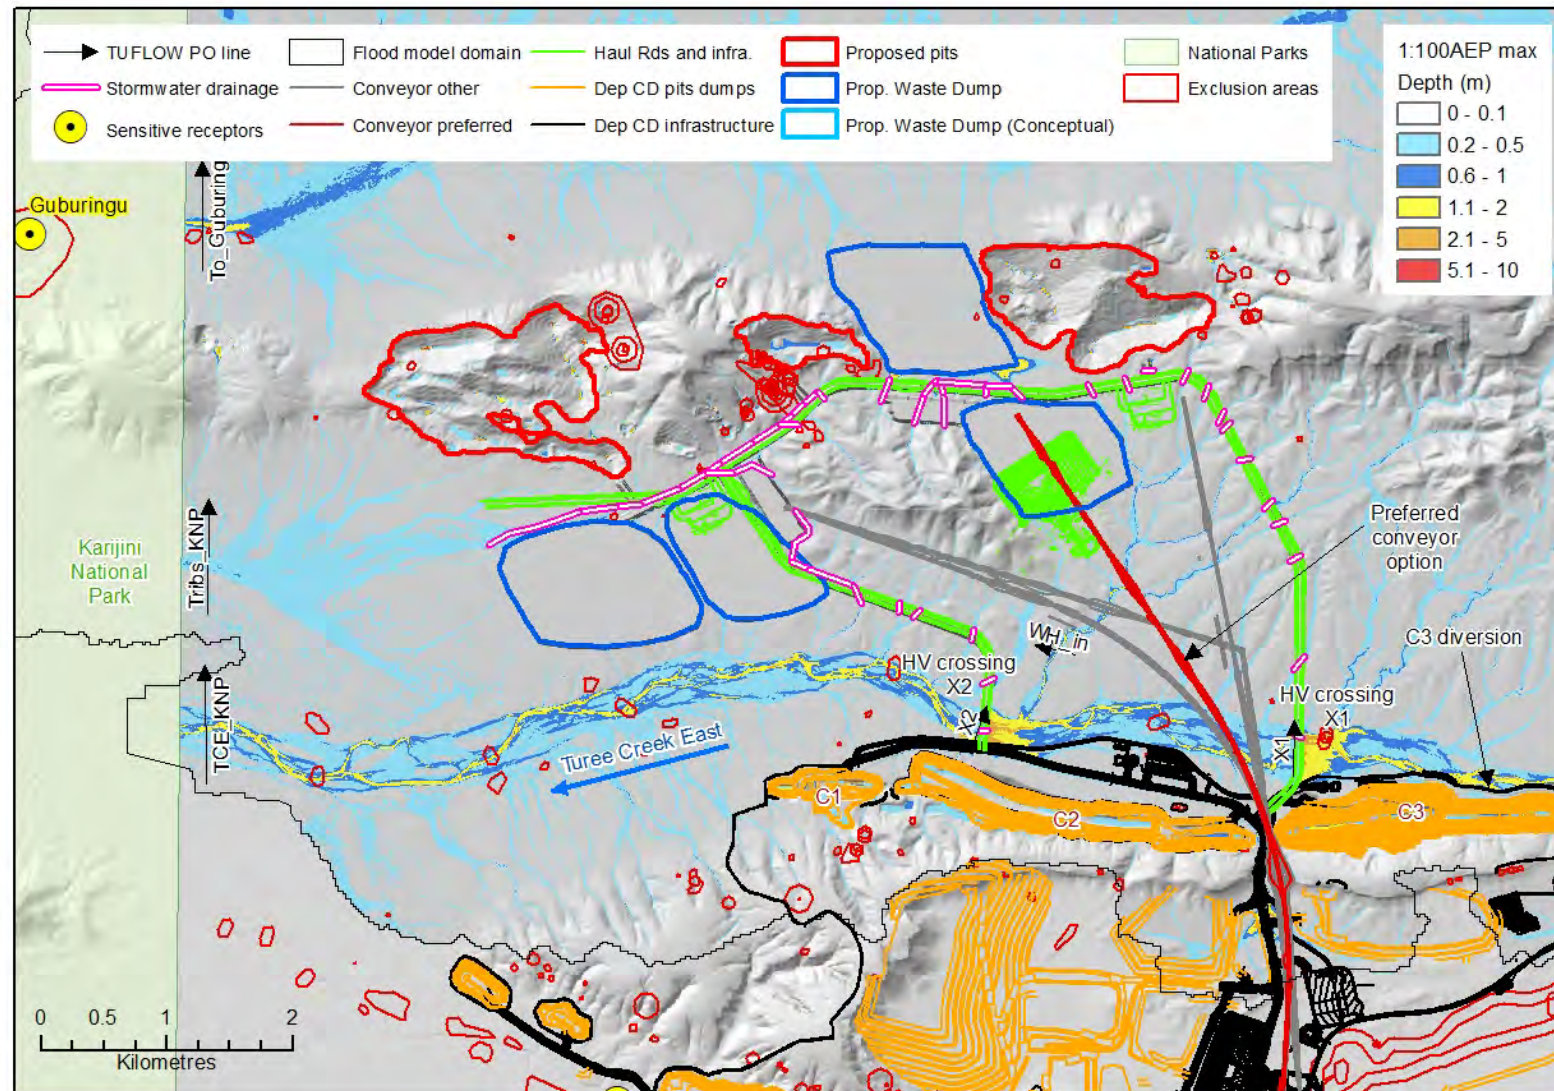 TUFLOW PO line
Flood model domain
Haul Rds and infra.
Proposed pits
National Parks
Stormwater drainage
Conveyor other
Dep CD pits dumps
Prop. Waste Dump
Exclusion areas
Sensitive receptors
Conveyor preferred
Dep CD infrastructure
Prop. Waste Dump (Conceptual)
1:100AEP max
Depth (m)
0 - 0.1
0.2 - 0.5
0.6 - 1
1.1 - 2
2.1 - 5
5.1 - 10
Guburingu
To_Guburing
Preferred
conveyor
option
Karijini
National
Park
Tribs_KNP
WH_in
C3 diversion
HV crossing
X2
HV crossing
X1
TCE_KNP
X2
X1
Turee Creek East
C1
C2
C3
0 0.5 1 2
Kilometres